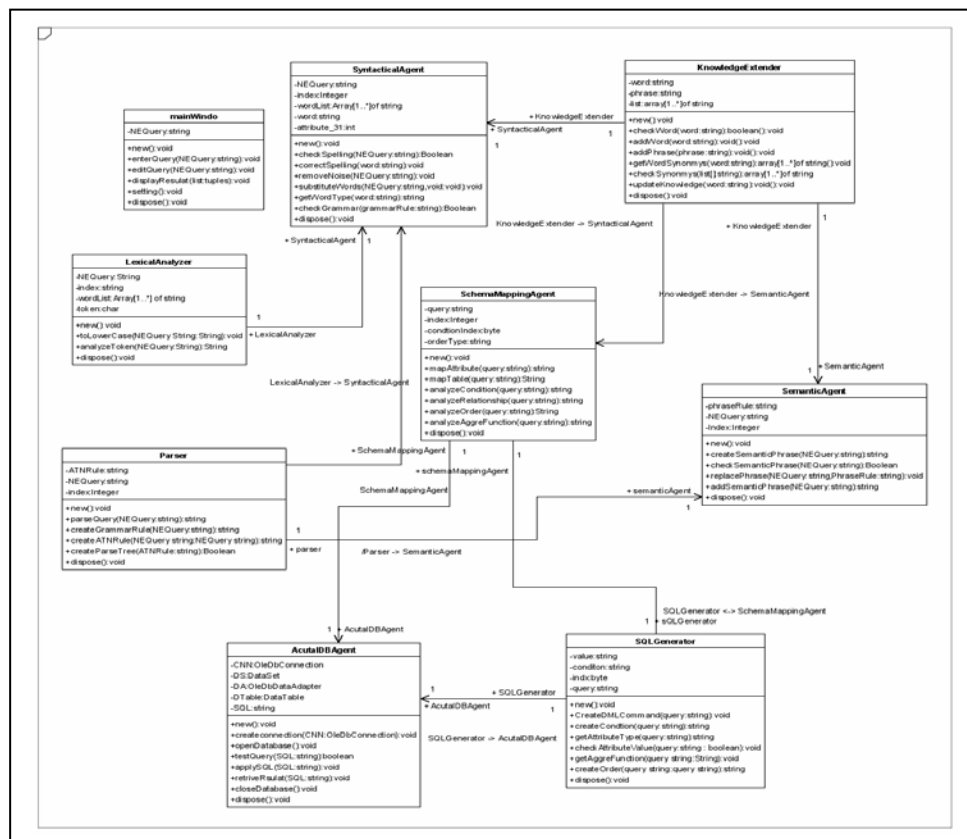 SyntacticalAgent
-NEQuery:string
-index:Integer
-wordList:Array[1..*]of string
-word:string
-attribute_31:int
+new():void
+checkSpelling(NEQuery:string):Boolean
+correctSpelling(word:string):void
+removeNoise(NEQuery:string):void
+substituteWords(NEQuery:string,void:void):void
+getWordType(word:string):string
+checkGrammar(grammarRule:string):Boolean
+dispose():void
KnowledgeExtender
-word:string
-phrase:string
-list:array[1..*]of string
+new():void
+checkWord(word:string):boolean():void
+addWord(word:string):void():void
+addPhrase(phrase:string):void():void
+getWordSynonmys(word:string):array[1..*]of string():void
+checkSynonmys(list[]:string):array[1..*]of string
+updateKnowledge(word:string):void():void
+dispose():void
+ KnowledgeExtender
1
+ SyntacticalAgent
1
mainWindo
-NEQuery:string
+new():void
+enterQuery(NEQuery:string):void
+editQuery(NEQuery:string):void
+displayResulat(list:tuples):void
+setting():void
+dispose():void
KnowledgeExtender -> SyntacticalAgent
1
+ KnowledgeExtender
+ SyntacticalAgent
1
LexicalAnalyzer
-NEQuery:String
-index:string
-wordList:Array[1..*] of string
-token:char
+new():void
+toLowerCase(NEQuery String:String):void
+analyzeToken(NEQuery:String):String
+dispose():void
1
+ LexicalAnalyzer
SchemaMappingAgent
-query:string
-index:Integer
-condtionIndex:byte
-orderType:string
+new():void
+mapAttribute(query:string):string
+mapTable(query:string):String
+analyzeCondition(query:string):string
+analyzeRelationship(query:string):string
+analyzeOrder(query:string):String
+analyzeAggreFunction(query:string):string
+dispose():void
KnowledgeExtender -> SemanticAgent
LexicalAnalyzer -> SyntacticalAgent
1
+ SemanticAgent
SemanticAgent
-phraseRule:string
-NEQuery:string
-Index:Integer
+new():void
+createSemanticPhrase(NEQuery:string):string
+checkSemanticPhrase(NEQuery:string):Boolean
+replacePhrase(NEQuery:string,PhraseRule:string):void
+addSemanticPhrase(NEQuery:string):string
+dispose():void
+ SchemaMappingAgent
1
+ schemaMappingAgent
1
SchemaMappingAgent
Parser
-ATNRule:string
-NEQuery:string
-index:Integer
+new():void
+parseQuery(NEQuery:string):string
+createGrammarRule(NEQuery:string):string
+createATNRule(NEQuery string:NEQuery string):string
+createParseTree(ATNRule:string):Boolean
+dispose():void
1
+ parser
/Parser -> SemanticAgent
+ semanticAgent
1
SQLGenerator <-> SchemaMappingAgent
1
+ sQLGenerator
1
+ AcutalDBAgent
AcutalDBAgent
-CNN:OleDbConnection
-DS:DataSet
-DA:OleDbDataAdapter
-DTable:DataTable
-SQL:string
+new():void
+createconnection(CNN:OleDbConnection):void
+openDatabase():void
+testQuery(SQL:string):boolean
+applySQL(SQL:string):void
+retriveRsulat(SQL:string):void
+closeDatabase():void
+dispose():void
1
+ SQLGenerator
+ AcutalDBAgent
1
SQLGenerator -> AcutalDBAgent
SQLGenerator
-value:string
-conditon:string
-indx:byte
-query:string
+new():void
+CreateDMLCommand(query:string):void
+createCondtion(query:string):string
+getAttributeType(query:string):string
+checkAttributeValue(query:string : boolean):void
+getAggreFunction(query string:String):void
+createOrder(query string:query string):string
+dispose():void